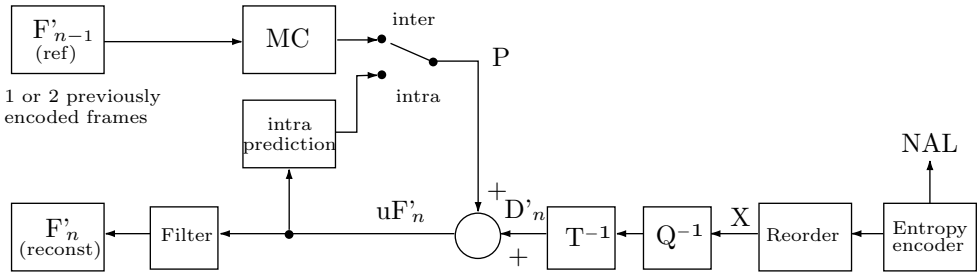 F'n−1
(ref)
MC
inter
P
intra
1 or 2 previously
encoded frames
intra
prediction
NAL
+
F'n
(reconst)
Filter
uF'n
D'n
+
T−1
Q−1
X
Reorder
Entropy
encoder